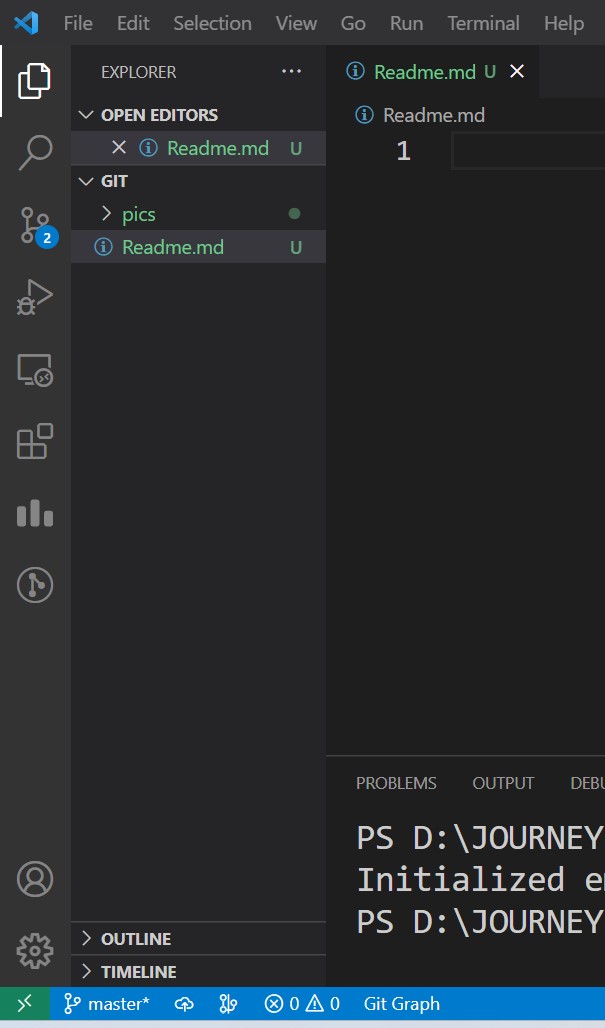 File Edit Selection View Go Run Terminal Help
EXPLORER ...
Readme.md U
OPEN EDITORS
Readme.md U
GIT
pics
Readme.md U
2
Readme.md
1
PROBLEMS OUTPUT DEBU
PS D:\JOURNEY
Initialized e
PS D:\JOURNEY
OUTLINE
TIMELINE
master* 0 0 Git Graph